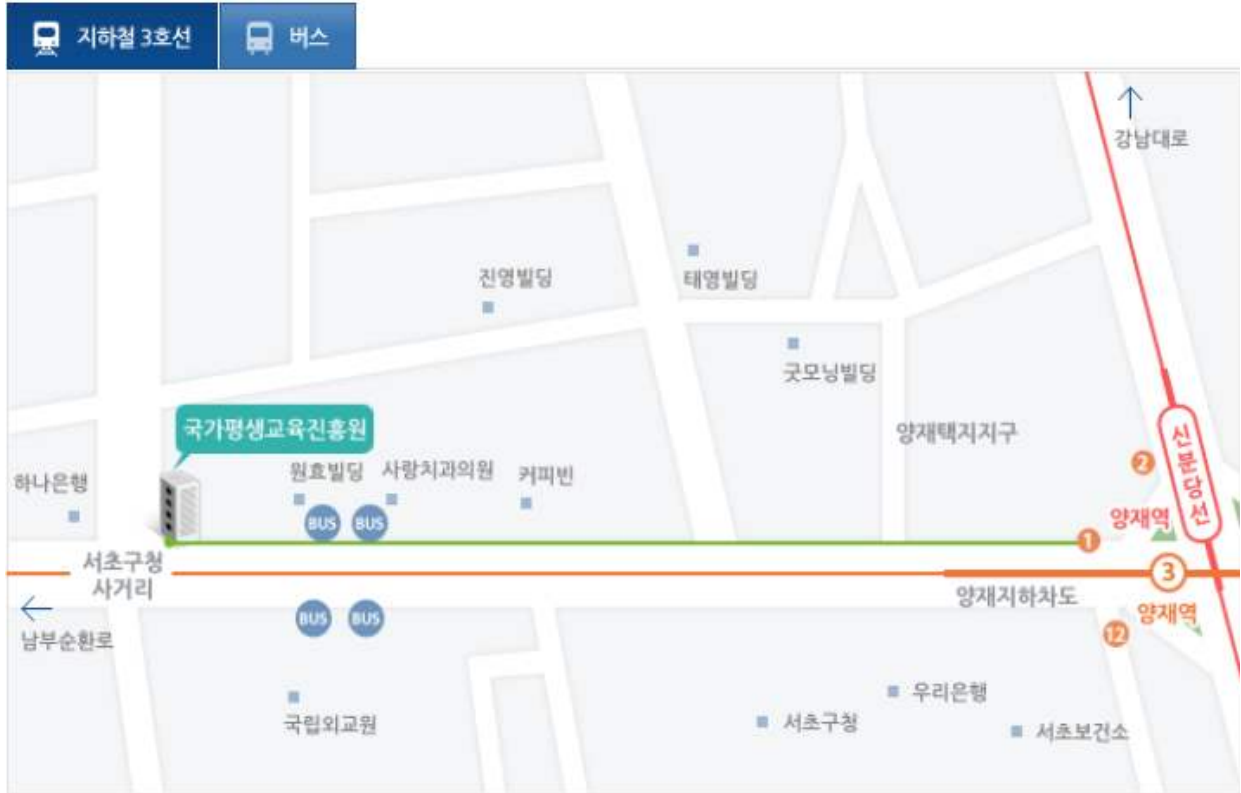 지하철 3호선
버스
강남대로
진영빌딩
태영빌딩
굿모닝빌딩
신분당선
국가평생교육진흥원
양재택지지구
2
하나은행
원효빌딩
사랑치과의원
커피빈
BUS
BUS
양재역
1
서초구청
사거리
3
양재지하차도
남부순환로
BUS
BUS
양재역
12
국립외교원
우리은행
서초구청
서초보건소